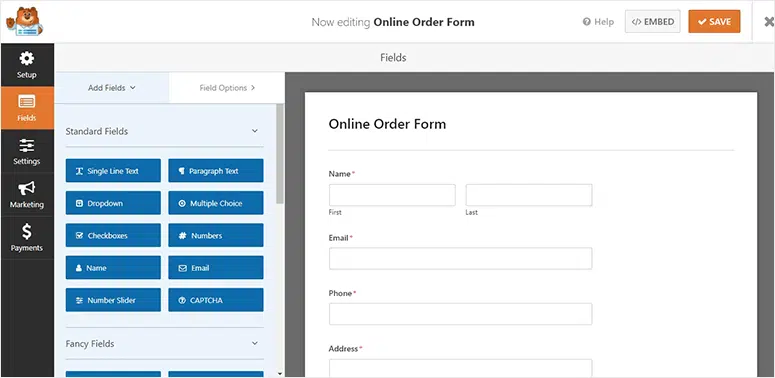 Now editing Online Order Form
Help
</> EMBED
SAVE
Fields
Setup
Fields
Settings
Marketing
Payments
Add Fields
Field Options
Standard Fields
Single Line Text
Paragraph Text
Dropdown
Multiple Choice
Checkboxes
# Numbers
Name
Email
Number Slider
CAPTCHA
Fancy Fields
Online Order Form
Name *
First
Last
Email *
Phone *
Address *